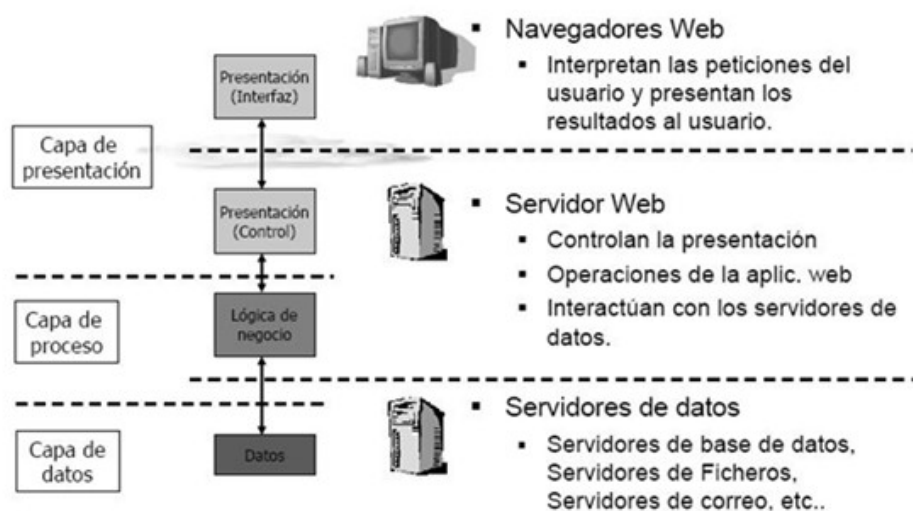 Presentación
(Interfaz)
Capa de
presentación
Presentación
(Control)
Capa de
proceso
Lógica de
negocio
Capa de
datos
Datos
▪ Navegadores Web
▪ Interpretan las peticiones del
usuario y presentan los
resultados al usuario.
▪ Servidor Web
▪ Controlan la presentación
▪ Operaciones de la aplic. web
▪ Interactúan con los servidores de
datos.
▪ Servidores de datos
▪ Servidores de base de datos,
Servidores de Ficheros,
Servidores de correo, etc..